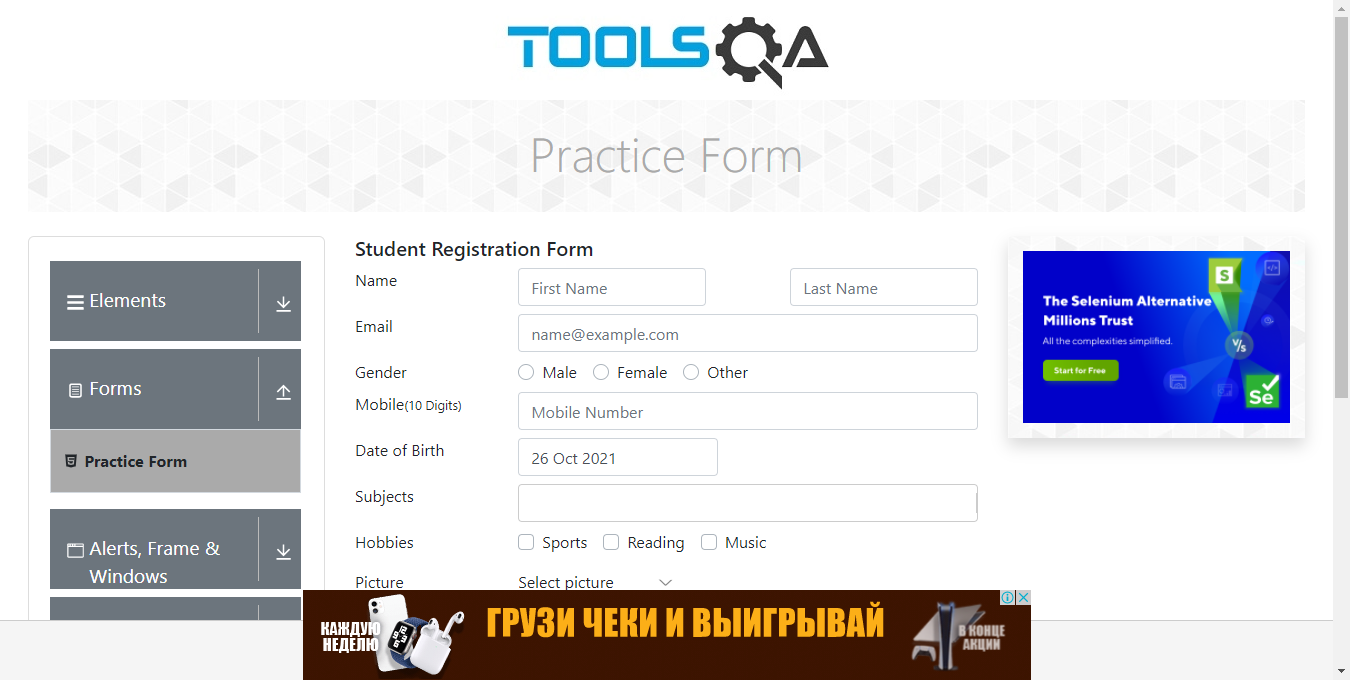 TOOLSQA
Practice Form
Elements
Forms
Practice Form
Alerts, Frame &
Windows
Student Registration Form
Name
First Name
Last Name
Email
name@example.com
Gender
Male
Female
Other
Mobile(10 Digits)
Mobile Number
Date of Birth
26 Oct 2021
Subjects
Hobbies
Sports
Reading
Music
Picture
Select picture
The Selenium Alternative
Millions Trust
All the complexities simplified.
Start for Free
S
V/s
Se
КАЖДУЮ
НЕДЕЛЮ
ГРУЗИ ЧЕКИ И ВЫИГРЫВАЙ
В КОНЦЕ
АКЦИИ